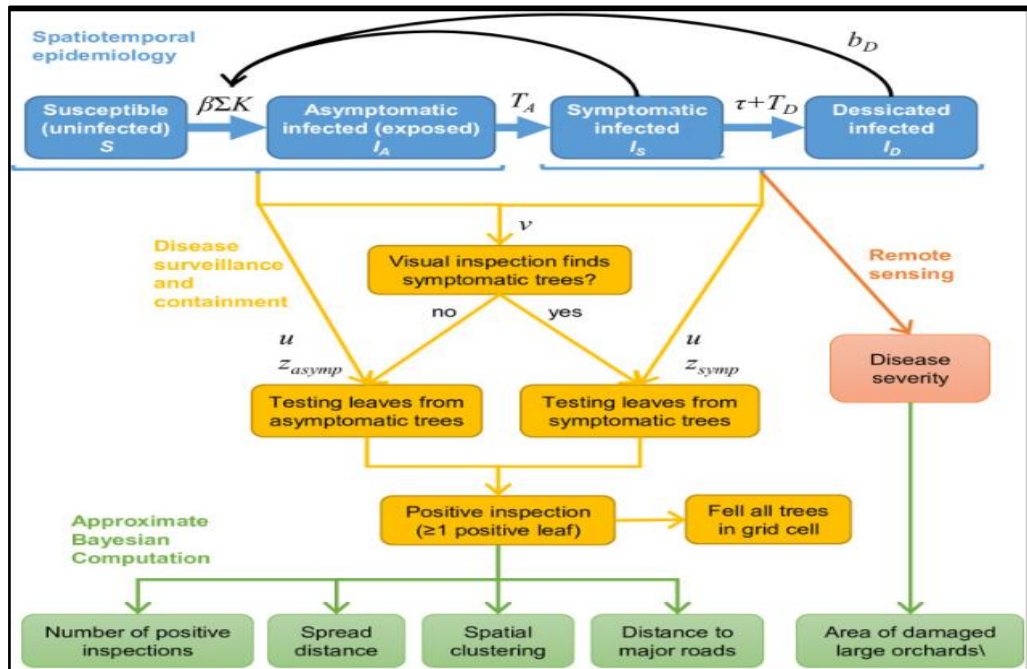 Spatiotemporal
epidemiology
b_D
Susceptible
(uninfected)
S
βΣK
Asymptomatic
infected (exposed)
I_A
T_A
Symptomatic
infected
I_S
τ+T_D
Dessicated
infected
I_D
v
Disease
surveillance
and
containment
Visual inspection finds
symptomatic trees?
Remote
sensing
no
yes
u
z_asymp
u
z_symp
Disease
severity
Testing leaves from
asymptomatic trees
Testing leaves from
symptomatic trees
Approximate
Bayesian
Computation
Positive inspection
(≥1 positive leaf)
Fell all trees
in grid cell
Number of positive
inspections
Spread
distance
Spatial
clustering
Distance to
major roads
Area of damaged
large orchards\